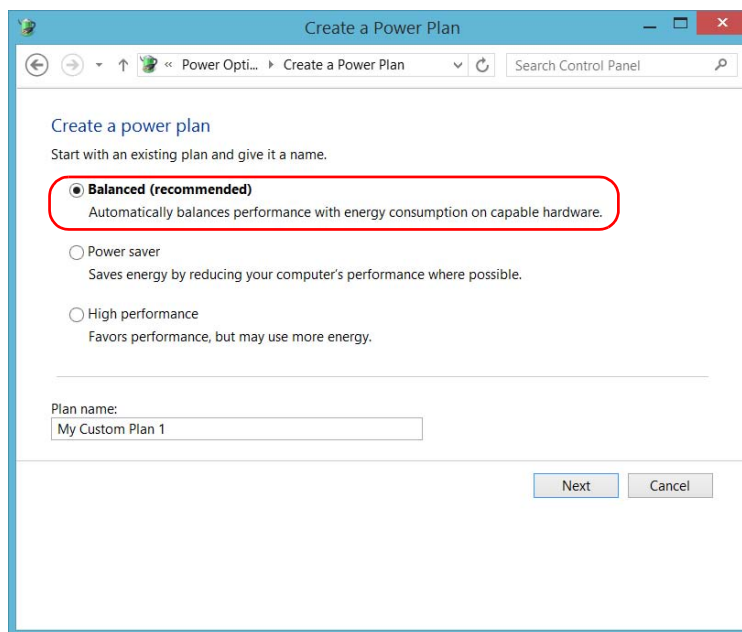 Create a Power Plan
« Power Opti... Create a Power Plan Search Control Panel
Create a power plan
Start with an existing plan and give it a name.
Balanced (recommended)
Automatically balances performance with energy consumption on capable hardware.
Power saver
Saves energy by reducing your computer's performance where possible.
High performance
Favors performance, but may use more energy.
Plan name:
My Custom Plan 1
Next Cancel